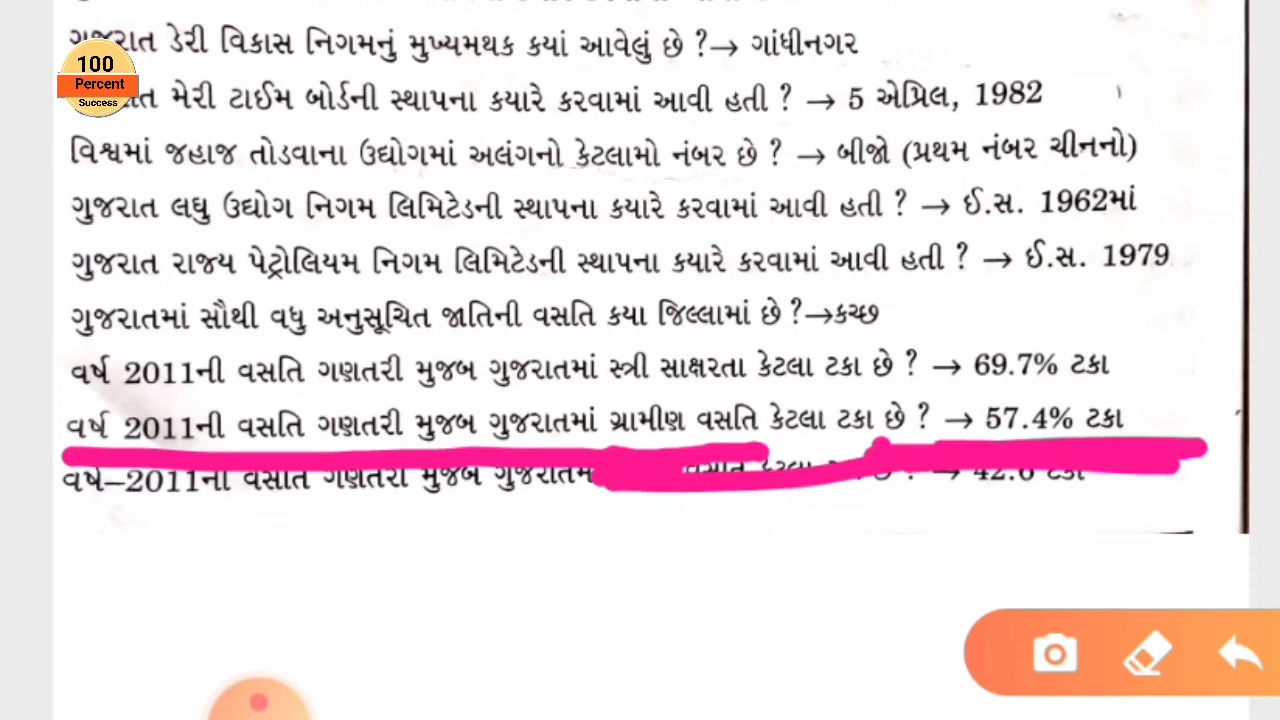 ગુજરાત ડેરી વિકાસ નિગમનું મુખ્યમથક કયાં આવેલું છે ?→ ગાંધીનગર
100
Percent
Success
મેરી ટાઈમ બોર્ડની સ્થાપના કયારે કરવામાં આવી હતી ? → 5 એપ્રિલ, 1982
વિશ્વમાં જહાજ તોડવાના ઉદ્યોગમાં અલંગનો કેટલામો નંબર છે ? → બીજો (પ્રથમ નંબર ચીનનો)
ગુજરાત લઘુ ઉદ્યોગ નિગમ લિમિટેડની સ્થાપના કયારે કરવામાં આવી હતી ? → ઈ.સ. 1962માં
ગુજરાત રાજય પેટ્રોલિયમ નિગમ લિમિટેડની સ્થાપના કયારે કરવામાં આવી હતી ? → ઈ.સ. 1979
ગુજરાતમાં સૌથી વધુ અનુસૂચિત જાતિની વસતિ કયા જિલ્લામાં છે ?→કચ્છ
વર્ષ 2011ની વસતિ ગણતરી મુજબ ગુજરાતમાં સ્ત્રી સાક્ષરતા કેટલા ટકા છે ? → 69.7% ટકા
વર્ષ 2011ની વસતિ ગણતરી મુજબ ગુજરાતમાં ગ્રામીણ વસતિ કેટલા ટકા છે ? → 57.4% ટકા
વર્ષ–2011ની વસતિ ગણતરી મુજબ → 42.6 ટકા